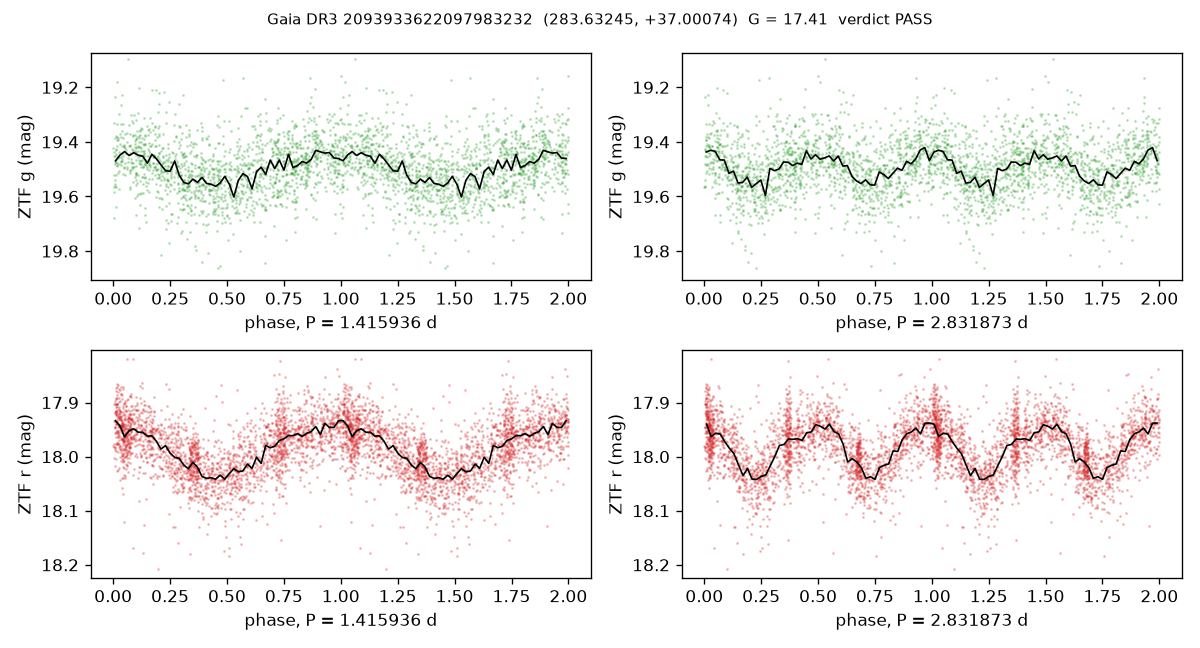 Gaia DR3 2093933622097983232 (283.63245, +37.00074) G = 17.41 verdict PASS
ZTF g (mag)
19.2
19.4
19.6
19.8
0.00 0.25 0.50 0.75 1.00 1.25 1.50 1.75 2.00
phase, P = 1.415936 d
ZTF g (mag)
19.2
19.4
19.6
19.8
0.00 0.25 0.50 0.75 1.00 1.25 1.50 1.75 2.00
phase, P = 2.831873 d
ZTF r (mag)
17.9
18.0
18.1
18.2
0.00 0.25 0.50 0.75 1.00 1.25 1.50 1.75 2.00
phase, P = 1.415936 d
ZTF r (mag)
17.9
18.0
18.1
18.2
0.00 0.25 0.50 0.75 1.00 1.25 1.50 1.75 2.00
phase, P = 2.831873 d